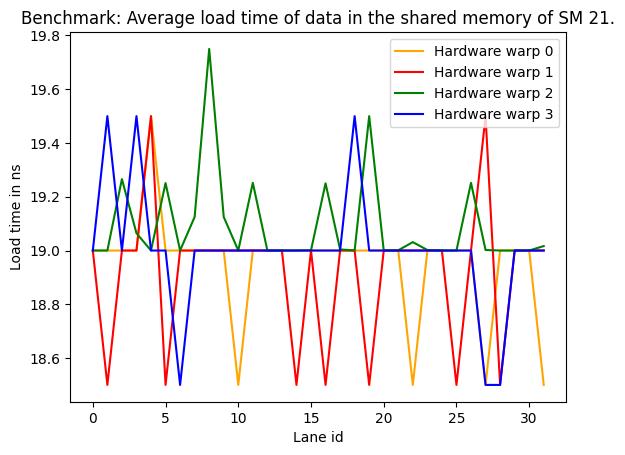 Benchmark: Average load time of data in the shared memory of SM 21.
19.8
19.6
19.4
19.2
19.0
18.8
18.6
Load time in ns
Hardware warp 0
Hardware warp 1
Hardware warp 2
Hardware warp 3
0 5 10 15 20 25 30
Lane id